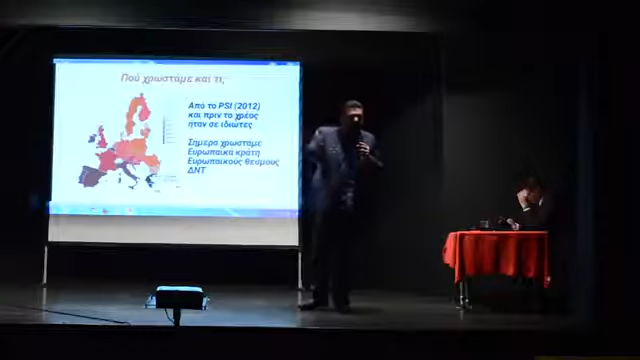 Πού χρωστάμε και τι,
Από το PSI (2012)
και πριν το χρέος
ήταν σε ιδιώτες
Σήμερα χρωστάμε
Ευρωπαϊκά κράτη
Ευρωπαϊκούς θεσμούς
ΔΝΤ